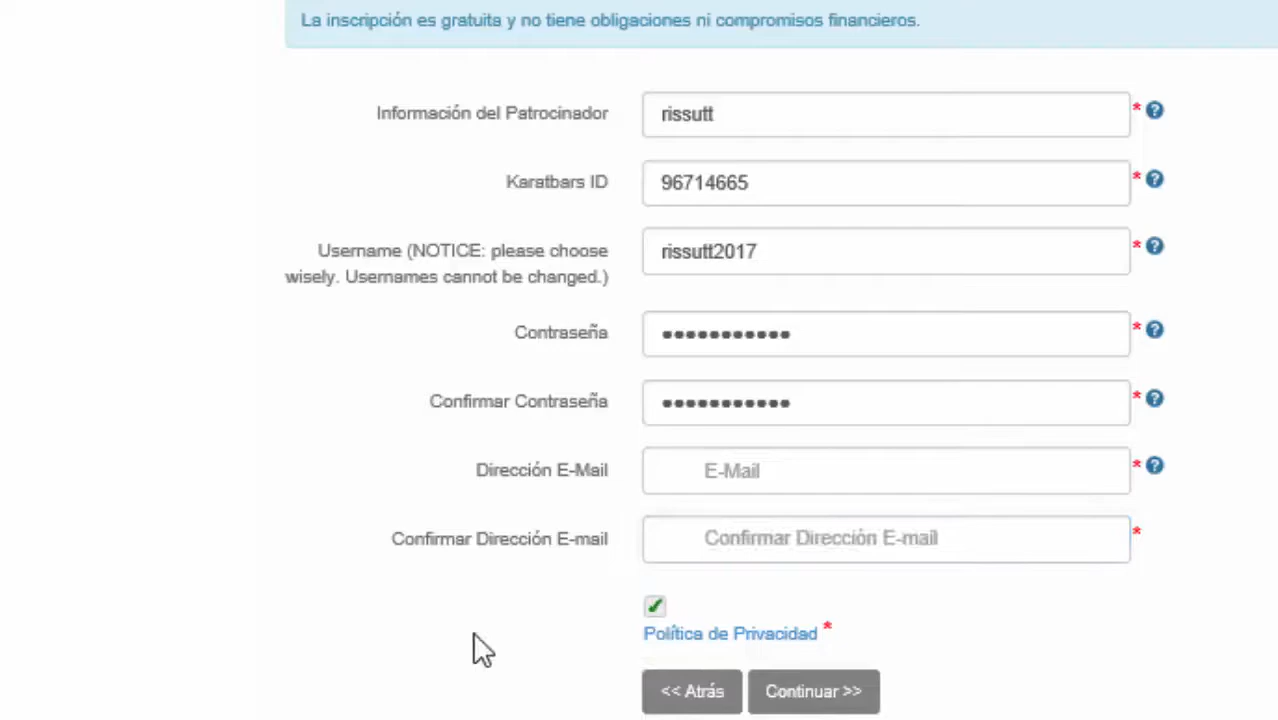 La inscripción es gratuita y no tiene obligaciones ni compromisos financieros.
Información del Patrocinador
rissutt
*
Karatbars ID
96714665
*
Username (NOTICE: please choose
wisely. Usernames cannot be changed.)
rissutt2017
*
Contraseña
•••••••••••
*
Confirmar Contraseña
•••••••••••
*
Dirección E-Mail
E-Mail
*
Confirmar Dirección E-mail
Confirmar Dirección E-mail
*
Política de Privacidad *
<< Atrás
Continuar >>